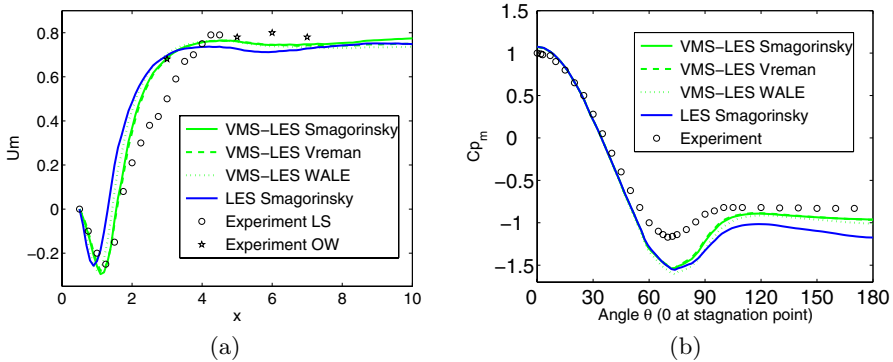 0.8
0.6
0.4
0.2
0
−0.2
Um
0 2 4 6 8 10
x
VMS−LES Smagorinsky
VMS−LES Vreman
VMS−LES WALE
LES Smagorinsky
Experiment LS
Experiment OW
(a)
1.5
1
0.5
0
−0.5
−1
−1.5
Cpm
0 30 60 90 120 150 180
Angle θ (0 at stagnation point)
VMS−LES Smagorinsky
VMS−LES Vreman
VMS−LES WALE
LES Smagorinsky
Experiment
(b)